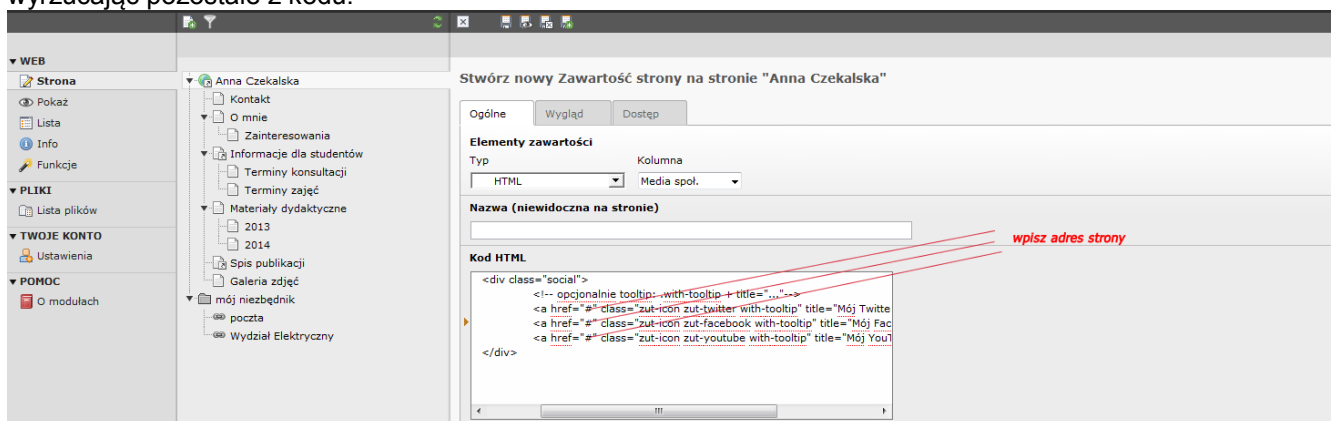 wyrzucając pozostałe z kodu.
WEB
Strona
Pokaż
Lista
Info
Funkcje
PLIKI
Lista plików
TWOJE KONTO
Ustawienia
POMOC
O modułach
Anna Czekalska
Kontakt
O mnie
Zainteresowania
Informacje dla studentów
Terminy konsultacji
Terminy zajęć
Materiały dydaktyczne
2013
2014
Spis publikacji
Galeria zdjęć
mój niezbędnik
poczta
Wydział Elektryczny
Stwórz nowy Zawartość strony na stronie "Anna Czekalska"
Ogólne Wygląd Dostęp
Elementy zawartości
Typ Kolumna
HTML Media społ.
Nazwa (niewidoczna na stronie)
wpisz adres strony
Kod HTML
<div class="social">
<!-- opcjonalnie tooltip: .with-tooltip + title="..."-->
<a href="#" class="zut-icon zut-twitter with-tooltip" title="Mój Twitte
<a href="#" class="zut-icon zut-facebook with-tooltip" title="Mój Fac
<a href="#" class="zut-icon zut-youtube with-tooltip" title="Mój YouT
</div>